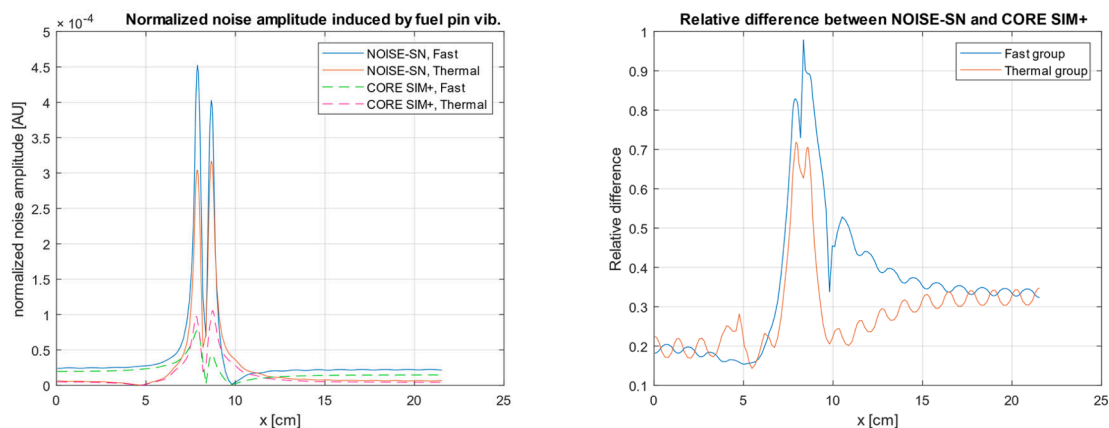 × 10⁻⁴ Normalized noise amplitude induced by fuel pin vib.
normalized noise amplitude [AU]
5
4.5
4
3.5
3
2.5
2
1.5
1
0.5
0
NOISE-SN, Fast
NOISE-SN, Thermal
CORE SIM+, Fast
CORE SIM+, Thermal
0 5 10 15 20 25
x [cm]
Relative difference between NOISE-SN and CORE SIM+
Relative difference
1
0.9
0.8
0.7
0.6
0.5
0.4
0.3
0.2
0.1
Fast group
Thermal group
0 5 10 15 20 25
x [cm]